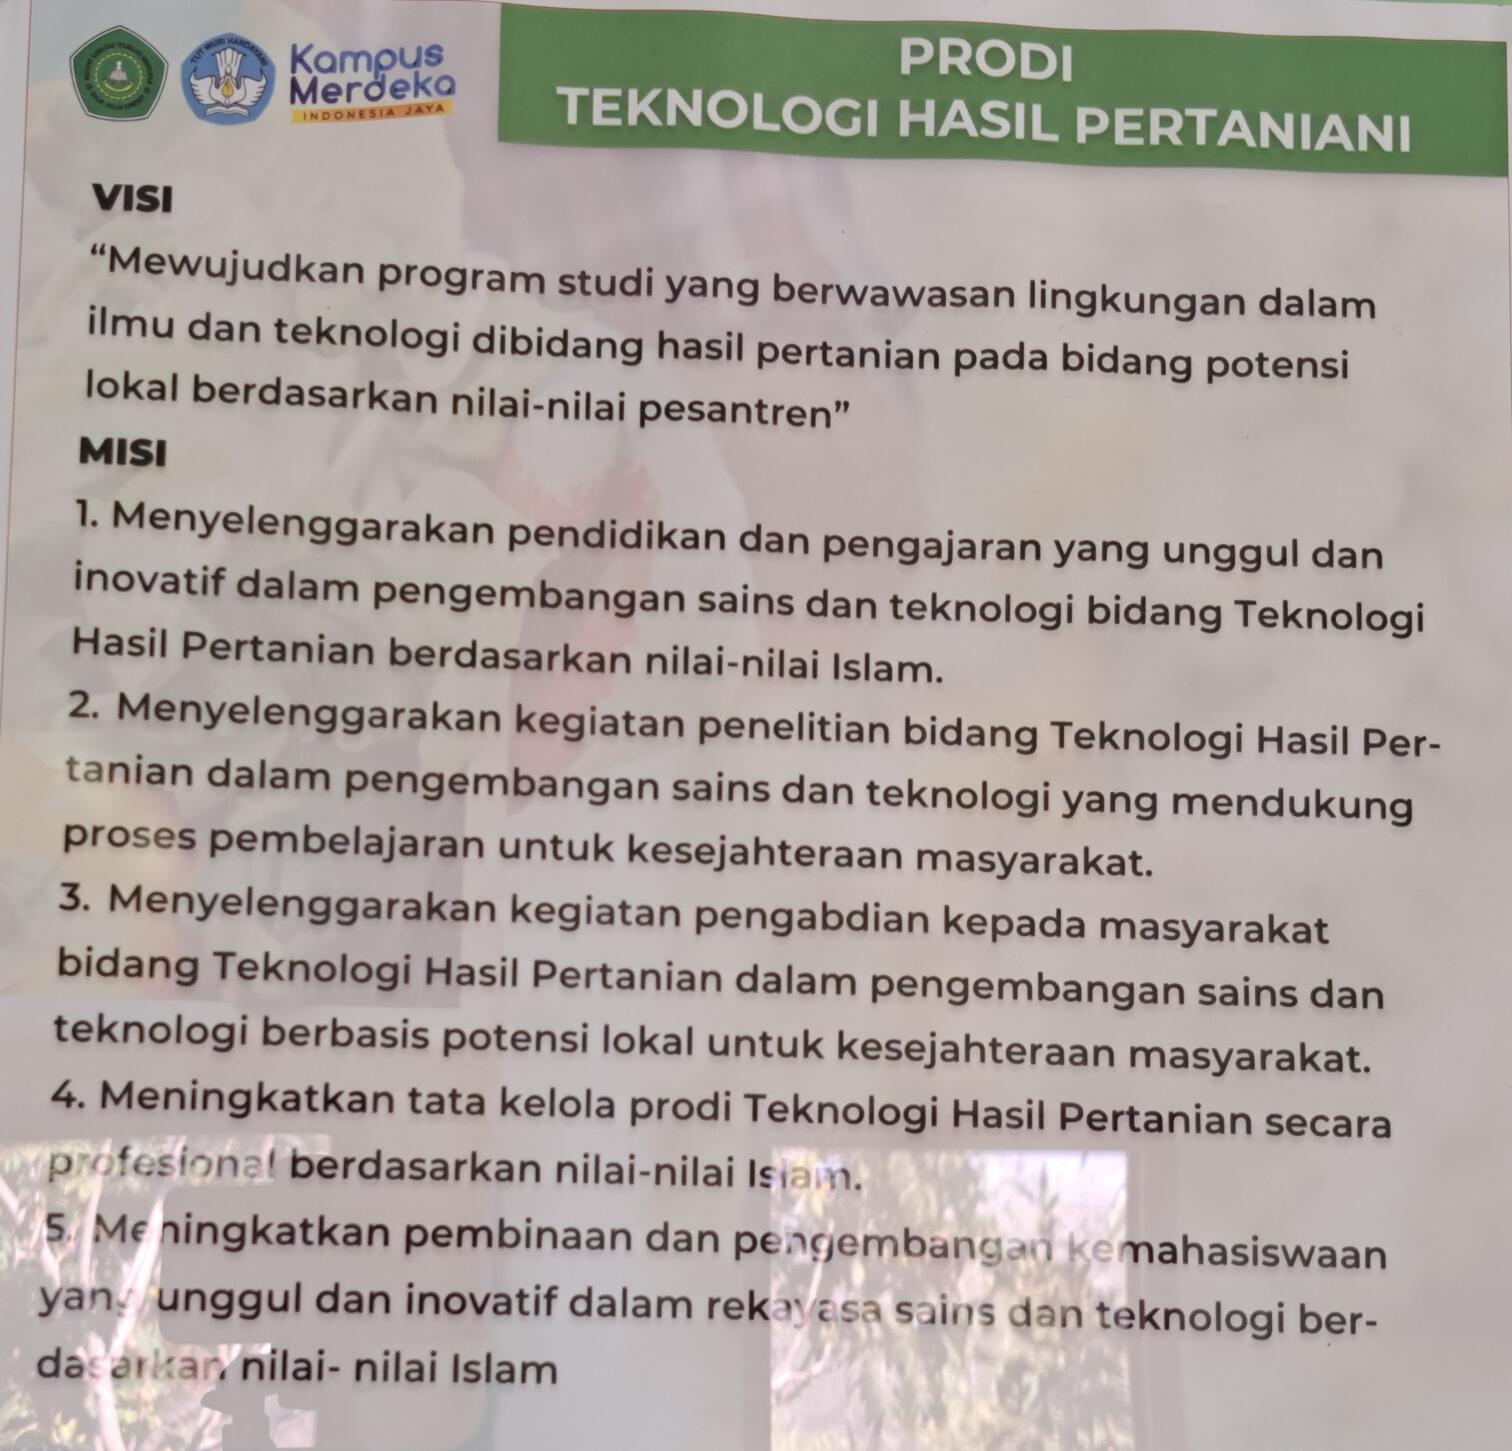 Kampus
Merdeka
INDONESIA JAYA
PRODI
TEKNOLOGI HASIL PERTANIANI
VISI
“Mewujudkan program studi yang berwawasan lingkungan dalam
ilmu dan teknologi dibidang hasil pertanian pada bidang potensi
lokal berdasarkan nilai-nilai pesantren”
MISI
1. Menyelenggarakan pendidikan dan pengajaran yang unggul dan
inovatif dalam pengembangan sains dan teknologi bidang Teknologi
Hasil Pertanian berdasarkan nilai-nilai Islam.
2. Menyelenggarakan kegiatan penelitian bidang Teknologi Hasil Per-
tanian dalam pengembangan sains dan teknologi yang mendukung
proses pembelajaran untuk kesejahteraan masyarakat.
3. Menyelenggarakan kegiatan pengabdian kepada masyarakat
bidang Teknologi Hasil Pertanian dalam pengembangan sains dan
teknologi berbasis potensi lokal untuk kesejahteraan masyarakat.
4. Meningkatkan tata kelola prodi Teknologi Hasil Pertanian secara
profesional berdasarkan nilai-nilai Islam.
5. Meningkatkan pembinaan dan pengembangan kemahasiswaan
yang unggul dan inovatif dalam rekayasa sains dan teknologi ber-
dasarkan nilai- nilai Islam